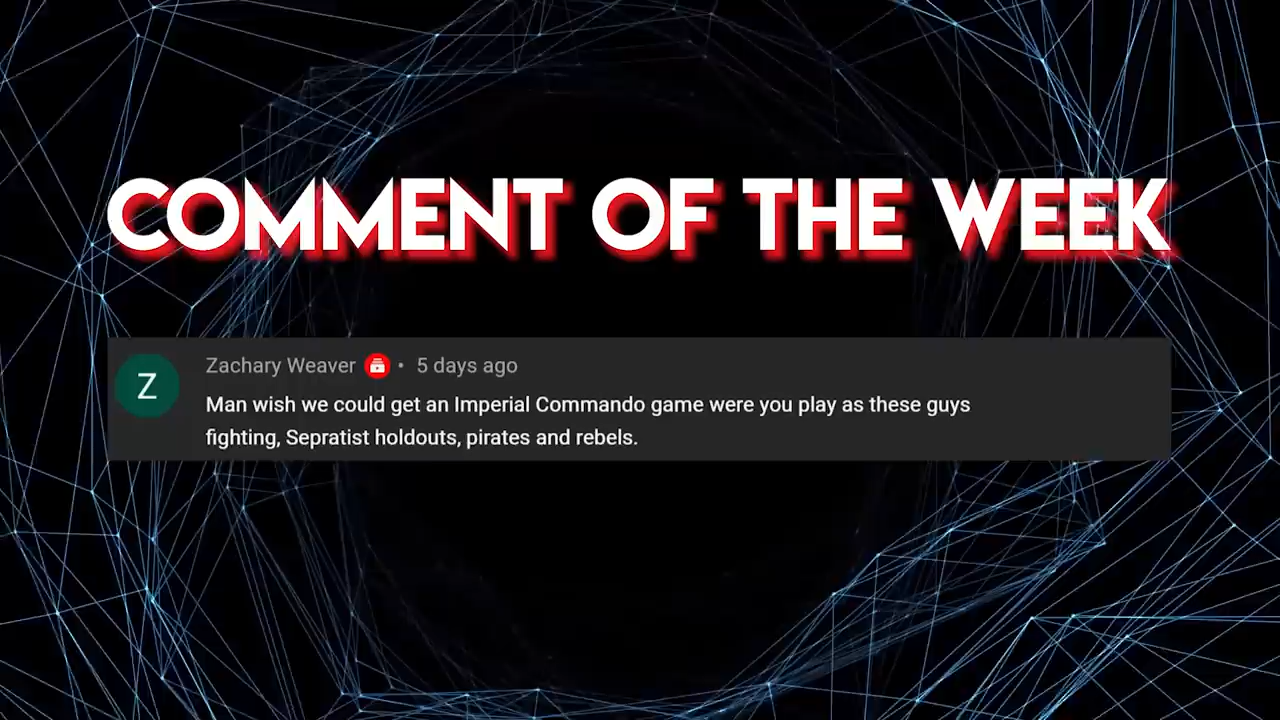 COMMENT OF THE WEEK
Z
Zachary Weaver • 5 days ago
Man wish we could get an Imperial Commando game were you play as these guys
fighting, Sepratist holdouts, pirates and rebels.